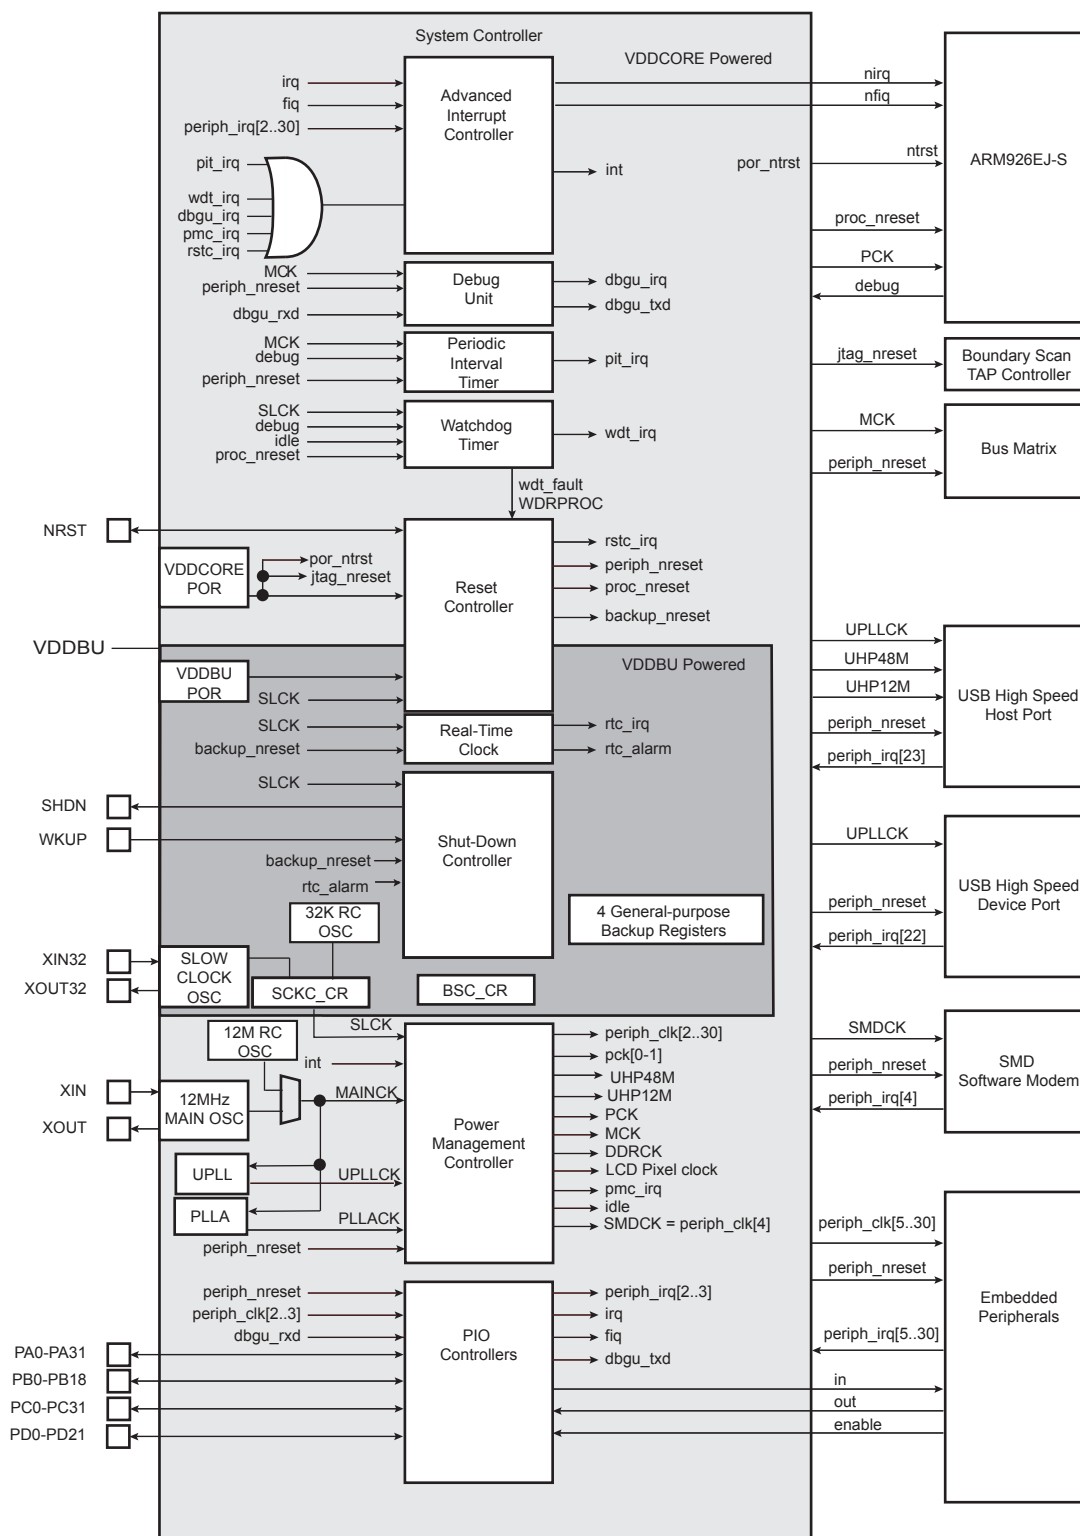 System Controller
VDDCORE Powered
irq
fiq
periph_irq[2..30]
pit_irq
wdt_irq
dbgu_irq
pmc_irq
rstc_irq
Advanced
Interrupt
Controller
int
nirq
nfiq
por_ntrst
ntrst
ARM926EJ-S
proc_nreset
PCK
debug
MCK
periph_nreset
dbgu_rxd
Debug
Unit
dbgu_irq
dbgu_txd
MCK
debug
periph_nreset
Periodic
Interval
Timer
pit_irq
jtag_nreset
Boundary Scan
TAP Controller
SLCK
debug
idle
proc_nreset
Watchdog
Timer
wdt_irq
MCK
periph_nreset
Bus Matrix
wdt_fault
WDRPROC
NRST
VDDCORE
POR
por_ntrst
jtag_nreset
Reset
Controller
rstc_irq
periph_nreset
proc_nreset
backup_nreset
VDDBU
VDDBU Powered
VDDBU
POR
SLCK
UPLLCK
UHP48M
UHP12M
periph_nreset
periph_irq[23]
USB High Speed
Host Port
SLCK
backup_nreset
Real-Time
Clock
rtc_irq
rtc_alarm
SLCK
SHDN
WKUP
backup_nreset
rtc_alarm
Shut-Down
Controller
4 General-purpose
Backup Registers
UPLLCK
periph_nreset
periph_irq[22]
USB High Speed
Device Port
32K RC
OSC
XIN32
XOUT32
SLOW
CLOCK
OSC
SCKC_CR
BSC_CR
SLCK
12M RC
OSC
int
XIN
XOUT
12MHz
MAIN OSC
MAINCK
UPLL
UPLLCK
PLLA
PLLACK
periph_nreset
Power
Management
Controller
periph_clk[2..30]
pck[0-1]
UHP48M
UHP12M
PCK
MCK
DDRCK
LCD Pixel clock
pmc_irq
idle
SMDCK = periph_clk[4]
SMDCK
periph_nreset
periph_irq[4]
SMD
Software Modem
periph_nreset
periph_clk[2..3]
dbgu_rxd
PA0-PA31
PB0-PB18
PC0-PC31
PD0-PD21
PIO
Controllers
periph_irq[2..3]
irq
fiq
dbgu_txd
periph_clk[5..30]
periph_nreset
periph_irq[5..30]
in
out
enable
Embedded
Peripherals